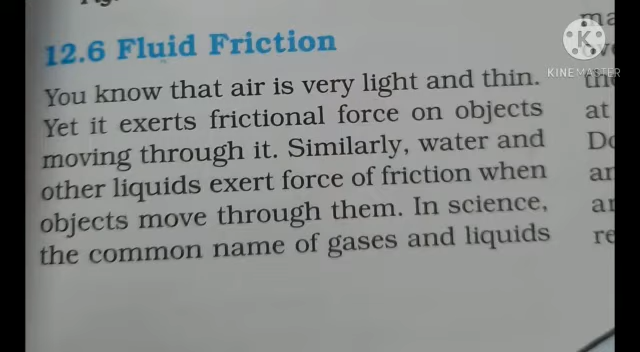 12.6 Fluid Friction
You know that air is very light and thin.
Yet it exerts frictional force on objects
moving through it. Similarly, water and
other liquids exert force of friction when
objects move through them. In science,
the common name of gases and liquids
KINEMASTER
at